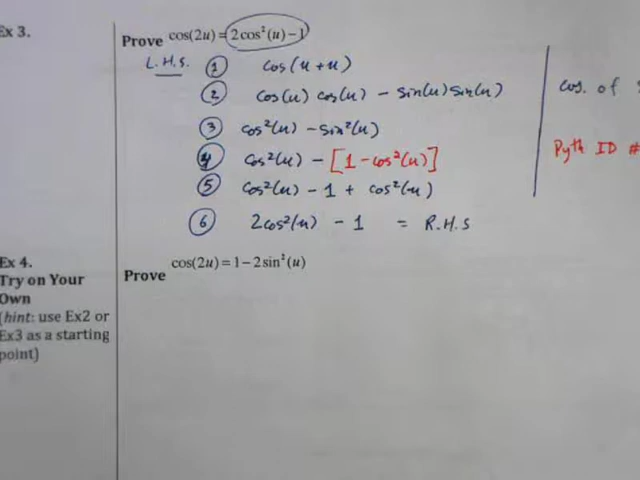 Ex 3.
Prove cos(2u) = 2cos²(u) − 1
L.H.S. ① cos(u + u)
② cos(u) cos(u) − sin(u) sin(u)
cos. of
③ cos²(u) − sin²(u)
④ cos²(u) − [1 − cos²(u)]
Pyth ID #
⑤ cos²(u) − 1 + cos²(u)
⑥ 2cos²(u) − 1 = R.H.S
Ex 4.
Try on Your
Own
(hint: use Ex2 or
Ex3 as a starting
point)
Prove cos(2u) = 1 − 2sin²(u)